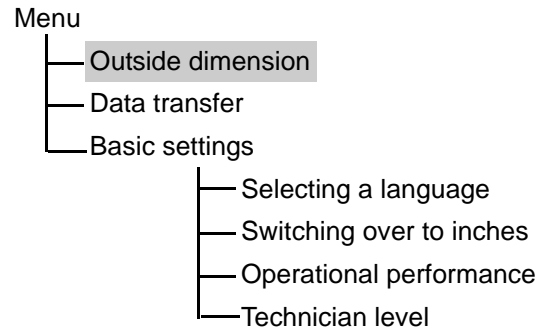 Menu
Outside dimension
Data transfer
Basic settings
Selecting a language
Switching over to inches
Operational performance
Technician level